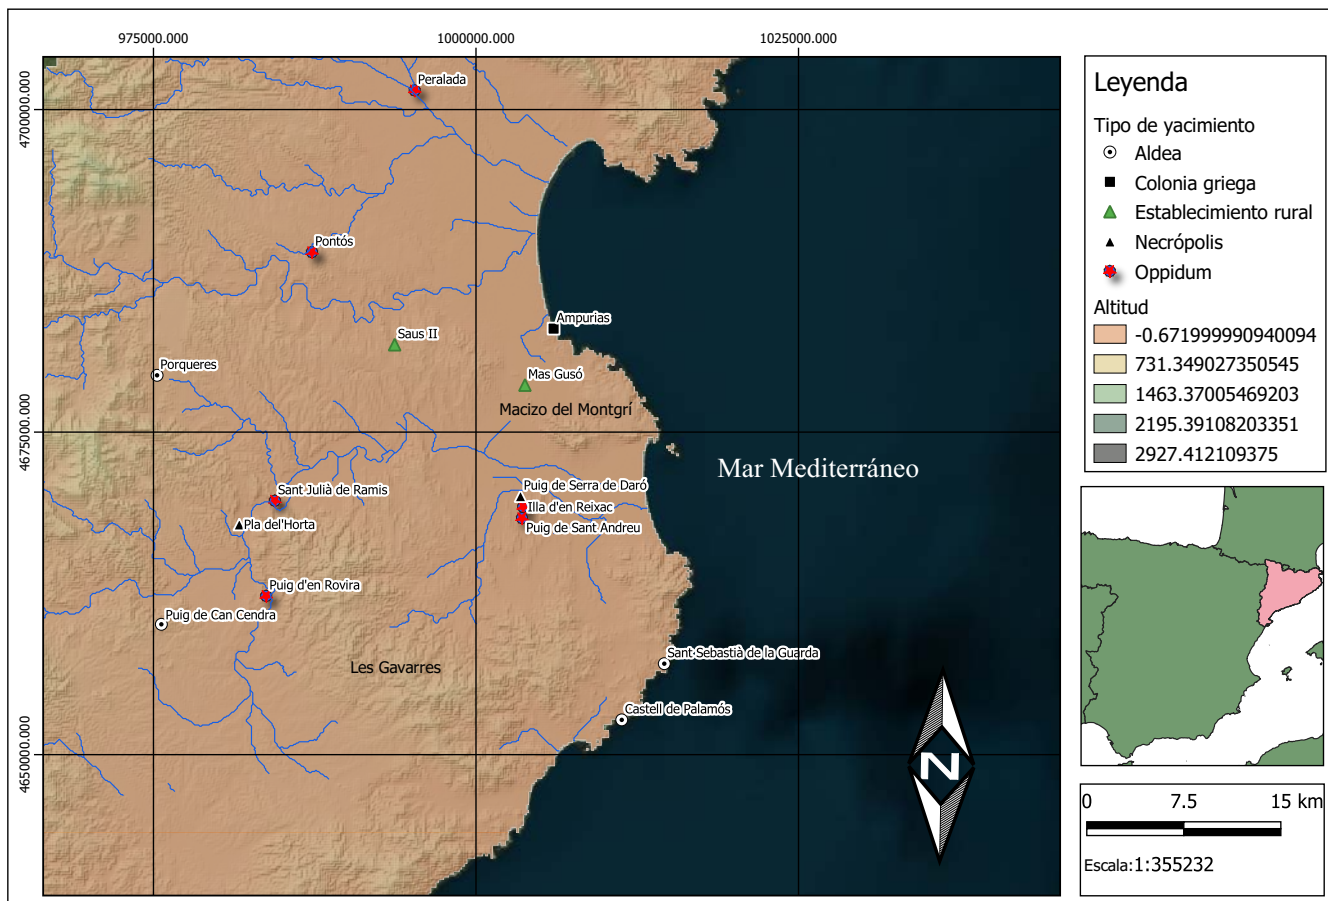 975000.000
1000000.000
1025000.000
4700000.000
4675000.000
4650000.000
Peralada
Pontós
Ampurias
Saus II
Porqueres
Mas Gusó
Macizo del Montgrí
Mar Mediterráneo
Sant Julià de Ramis
Puig de Serra de Daró
Illa d'en Reixac
Pla del'Horta
Puig de Sant Andreu
Puig d'en Rovira
Puig de Can Cendra
Sant Sebastià de la Guarda
Les Gavarres
Castell de Palamós
N
Leyenda
Tipo de yacimiento
Aldea
Colonia griega
Establecimiento rural
Necrópolis
Oppidum
Altitud
-0.671999990940094
731.349027350545
1463.37005469203
2195.39108203351
2927.412109375
0 7.5 15 km
Escala:1:355232